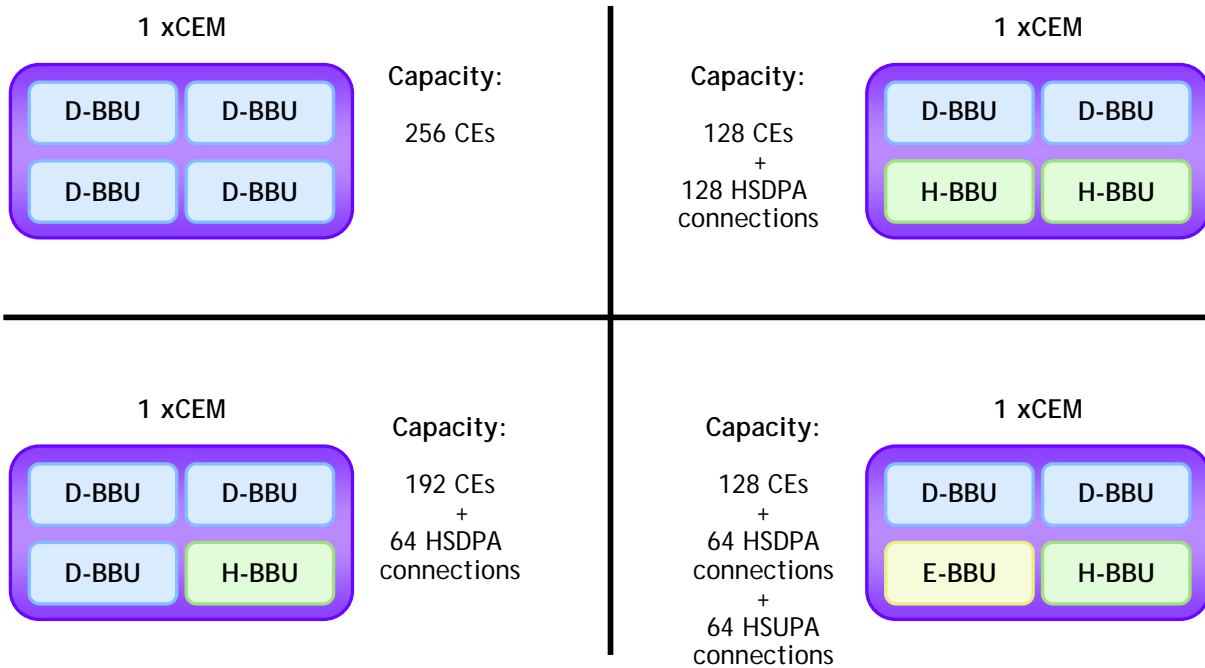 1 xCEM
D-BBU D-BBU
D-BBU D-BBU
Capacity:
256 CEs
Capacity:
128 CEs
+
128 HSDPA
connections
1 xCEM
D-BBU D-BBU
H-BBU H-BBU
1 xCEM
D-BBU D-BBU
D-BBU H-BBU
Capacity:
192 CEs
+
64 HSDPA
connections
Capacity:
128 CEs
+
64 HSDPA
connections
+
64 HSUPA
connections
1 xCEM
D-BBU D-BBU
E-BBU H-BBU